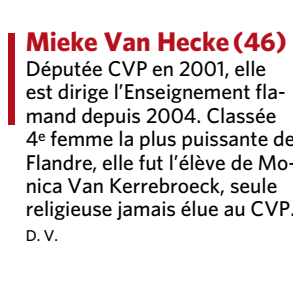 Mieke Van Hecke (46)
Députée CVP en 2001, elle
est dirige l'Enseignement fla-
mand depuis 2004. Classée
4e femme la plus puissante de
Flandre, elle fut l'élève de Mo-
nica Van Kerrebroeck, seule
religieuse jamais élue au CVP.
D. V.